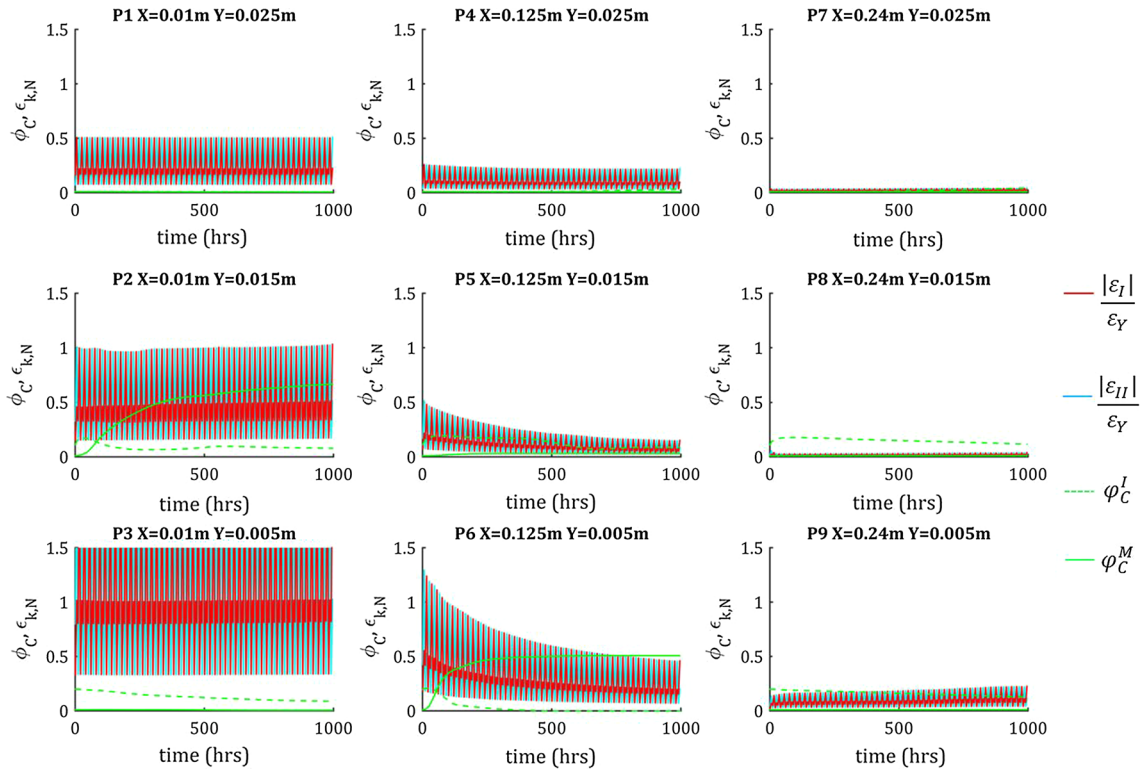 P1 X=0.01m Y=0.025m
1.5
1
0.5
0
ϕC, ϵk,N
0 500 1000
time (hrs)
P4 X=0.125m Y=0.025m
1.5
1
0.5
0
ϕC, ϵk,N
0 500 1000
time (hrs)
P7 X=0.24m Y=0.025m
1.5
1
0.5
0
ϕC, ϵk,N
0 500 1000
time (hrs)
P2 X=0.01m Y=0.015m
1.5
1
0.5
0
ϕC, ϵk,N
0 500 1000
time (hrs)
P5 X=0.125m Y=0.015m
1.5
1
0.5
0
ϕC, ϵk,N
0 500 1000
time (hrs)
P8 X=0.24m Y=0.015m
1.5
1
0.5
0
ϕC, ϵk,N
0 500 1000
time (hrs)
P3 X=0.01m Y=0.005m
1.5
1
0.5
0
ϕC, ϵk,N
0 500 1000
time (hrs)
P6 X=0.125m Y=0.005m
1.5
1
0.5
0
ϕC, ϵk,N
0 500 1000
time (hrs)
P9 X=0.24m Y=0.005m
1.5
1
0.5
0
ϕC, ϵk,N
0 500 1000
time (hrs)
|εI|
εY
|εII|
εY
φCI
φCM